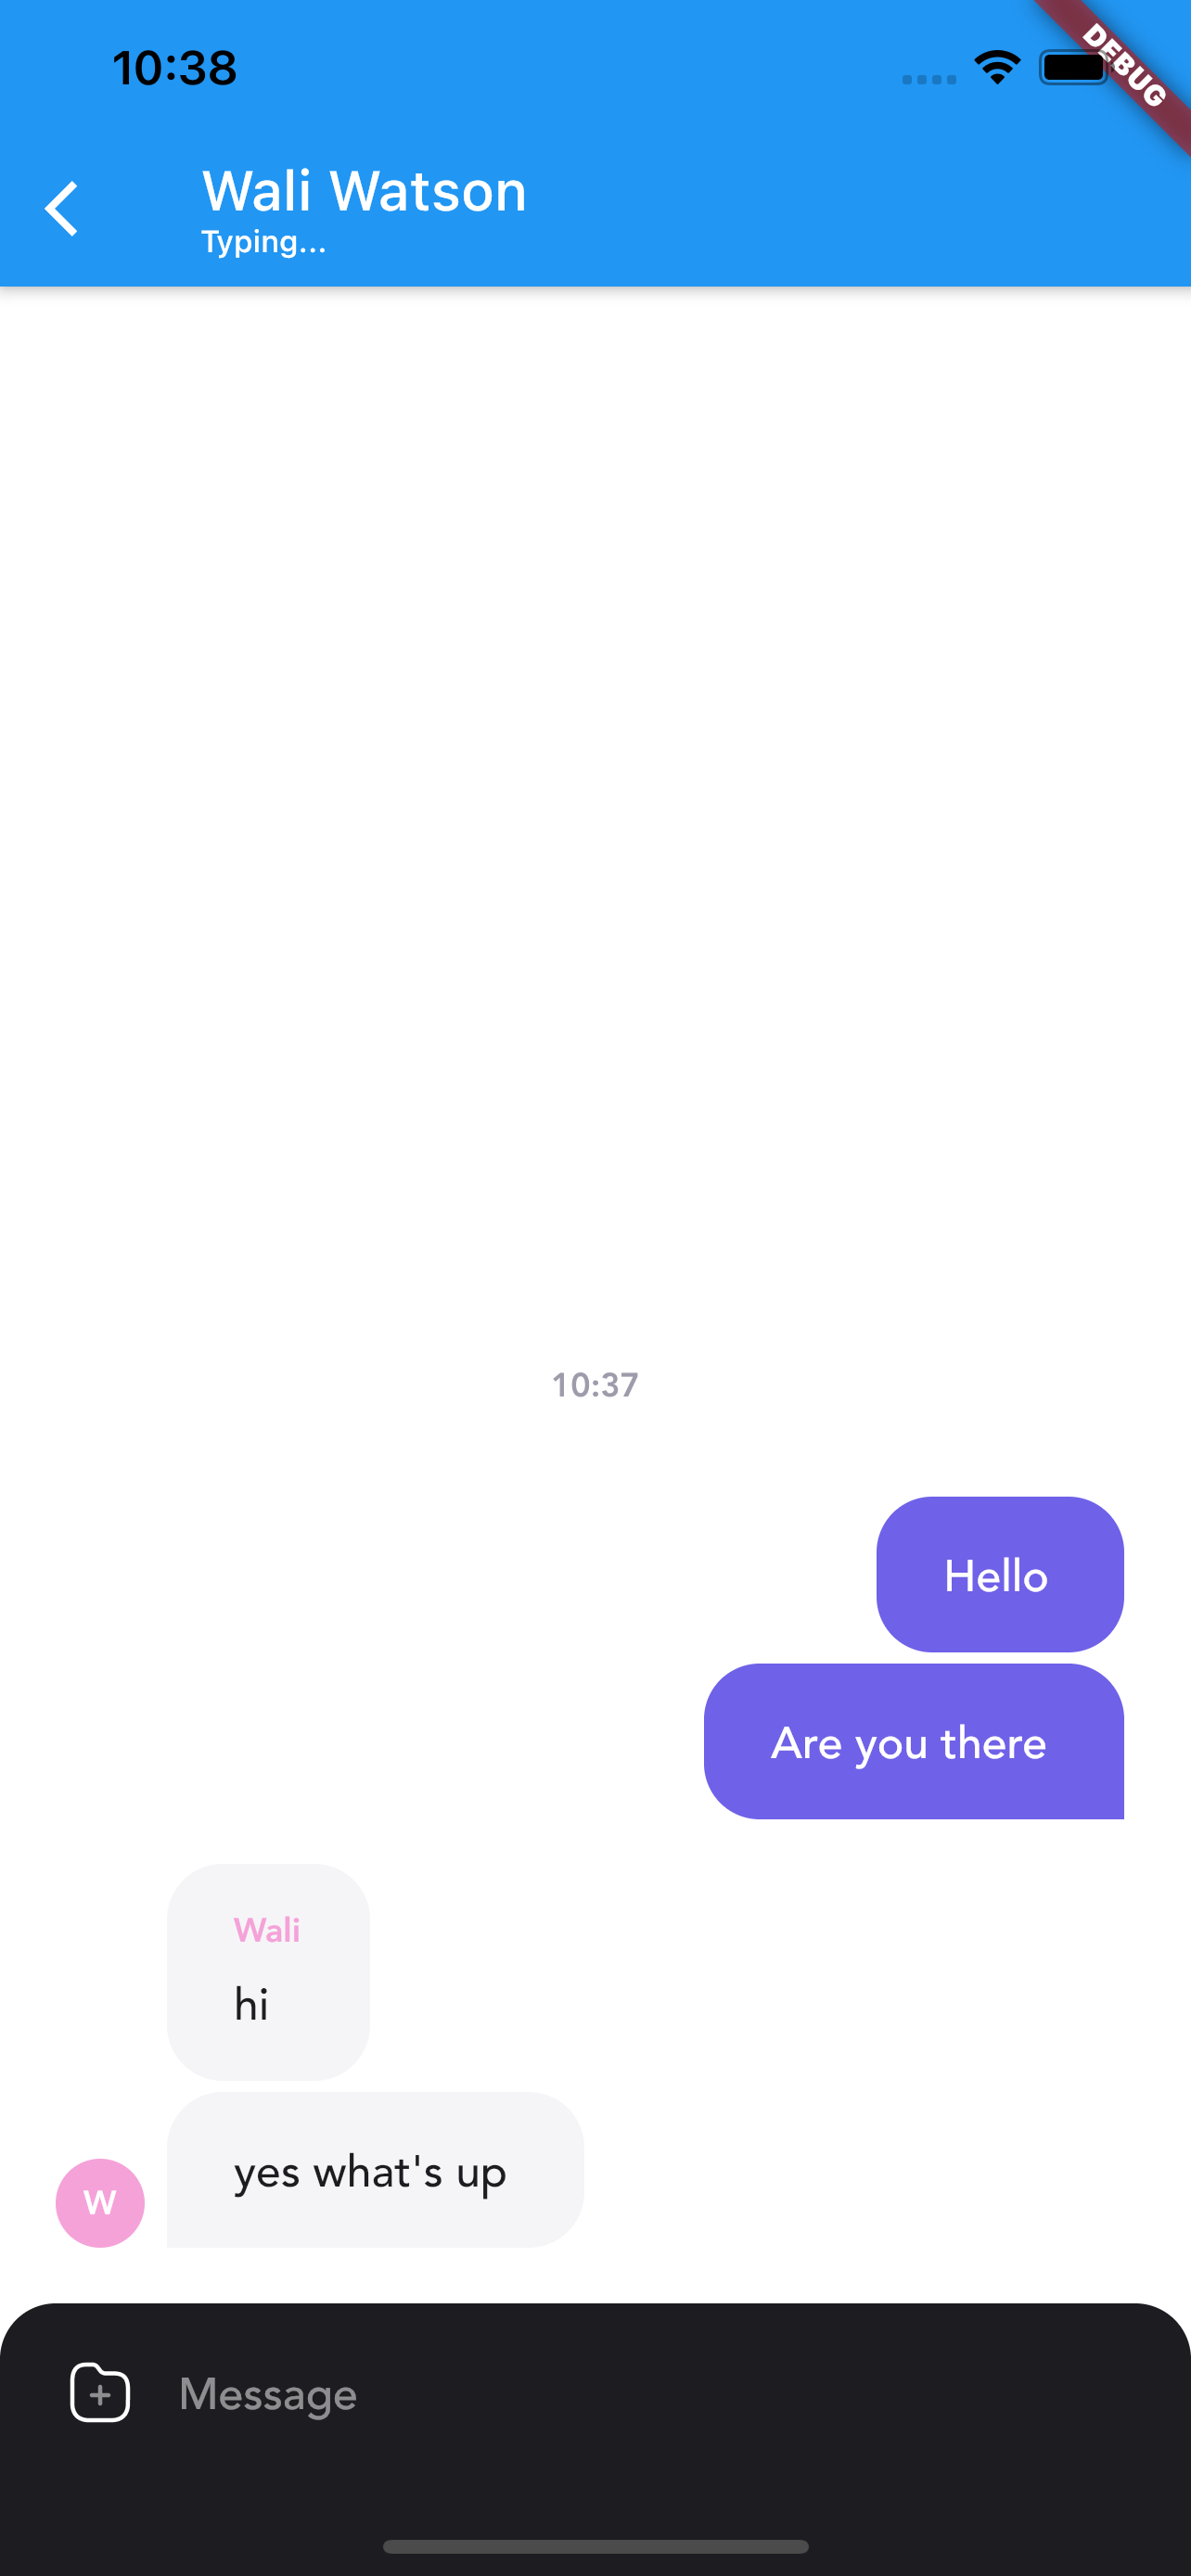 10:38
DEBUG
Wali Watson
Typing...
10:37
Hello
Are you there
Wali
hi
yes what's up
W
Message